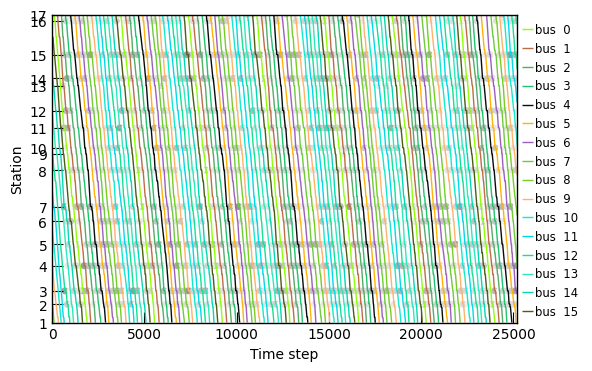 17
16
15
14
13
12
11
10
9
8
7
6
5
4
3
2
1
Station
0 5000 10000 15000 20000 25000
Time step
bus 0
bus 1
bus 2
bus 3
bus 4
bus 5
bus 6
bus 7
bus 8
bus 9
bus 10
bus 11
bus 12
bus 13
bus 14
bus 15